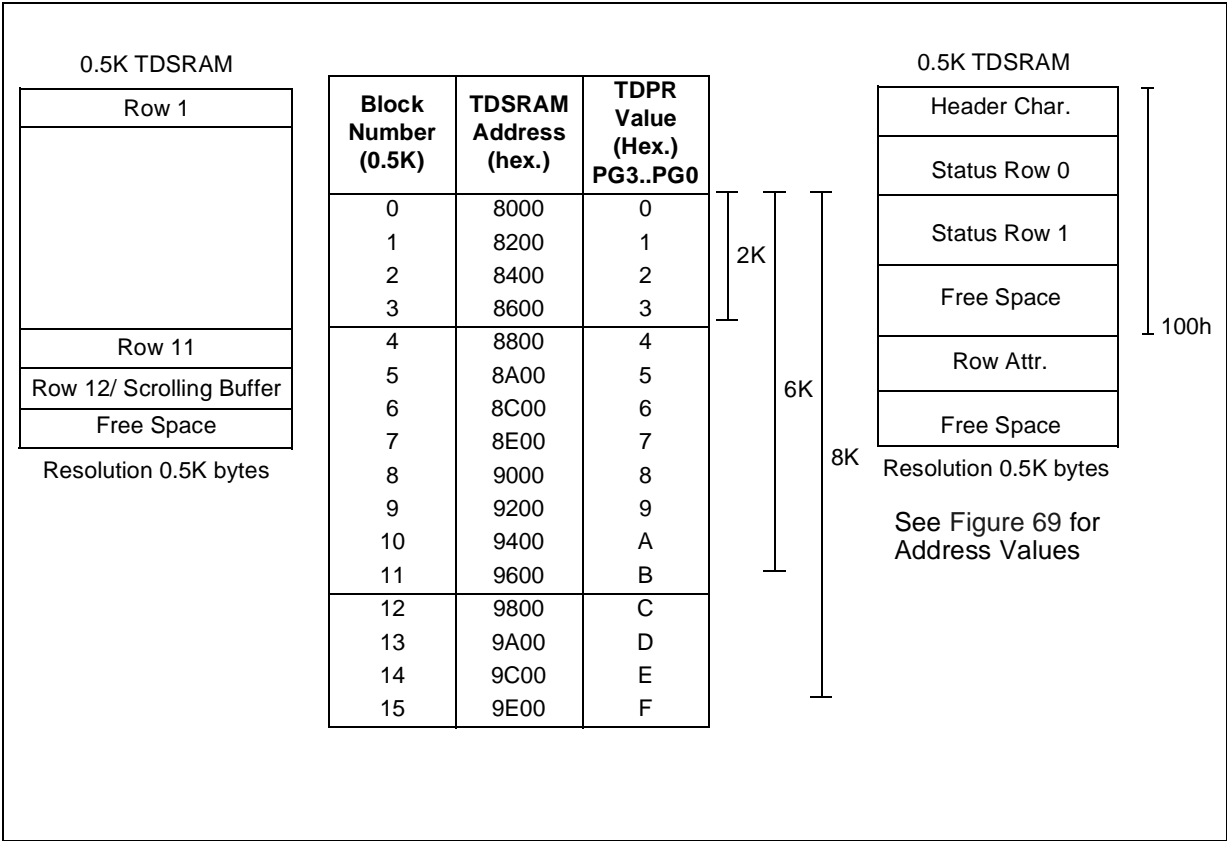 0.5K TDSRAM
Row 1
Row 11
Row 12/ Scrolling Buffer
Free Space
Resolution 0.5K bytes
Block Number (0.5K) TDSRAM Address (hex.) TDPR Value (Hex.) PG3..PG0
0 8000 0
1 8200 1
2 8400 2
3 8600 3
4 8800 4
5 8A00 5
6 8C00 6
7 8E00 7
8 9000 8
9 9200 9
10 9400 A
11 9600 B
12 9800 C
13 9A00 D
14 9C00 E
15 9E00 F
2K
6K
8K
0.5K TDSRAM
Header Char.
Status Row 0
Status Row 1
Free Space
Row Attr.
Free Space
100h
Resolution 0.5K bytes
See Figure 69 for
Address Values